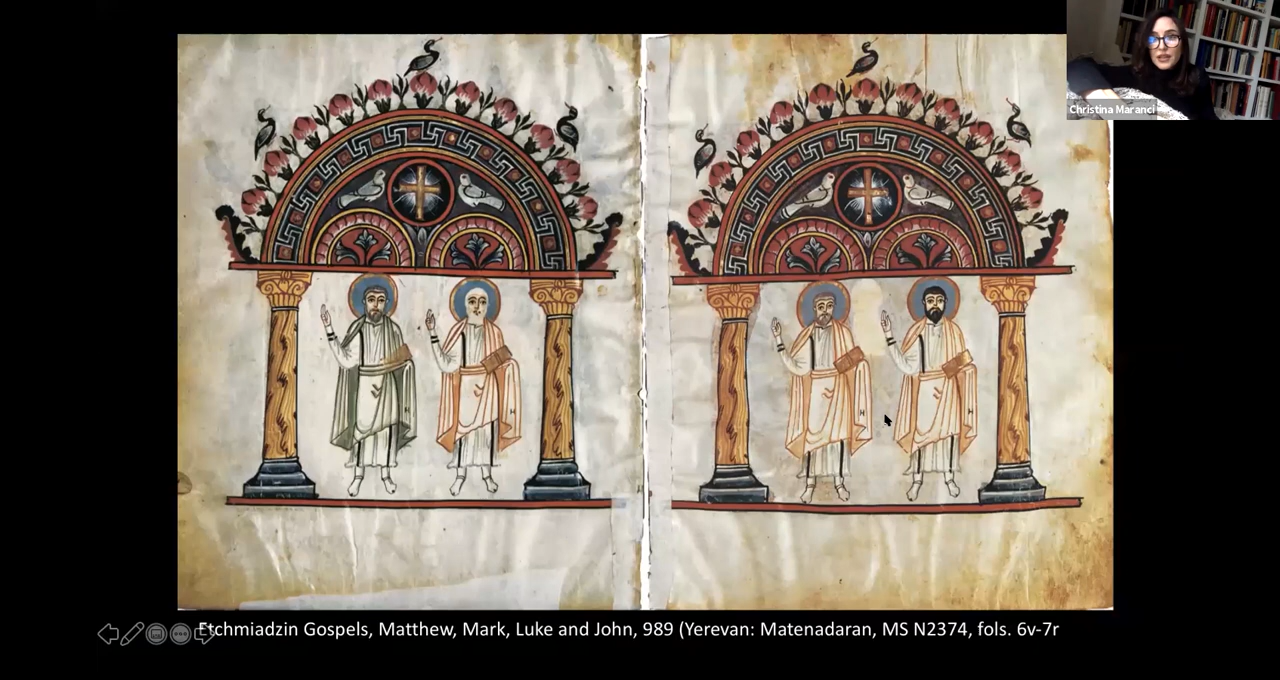 Christina Maranci
Etchmiadzin Gospels, Matthew, Mark, Luke and John, 989 (Yerevan: Matenadaran, MS N2374, fols. 6v-7r